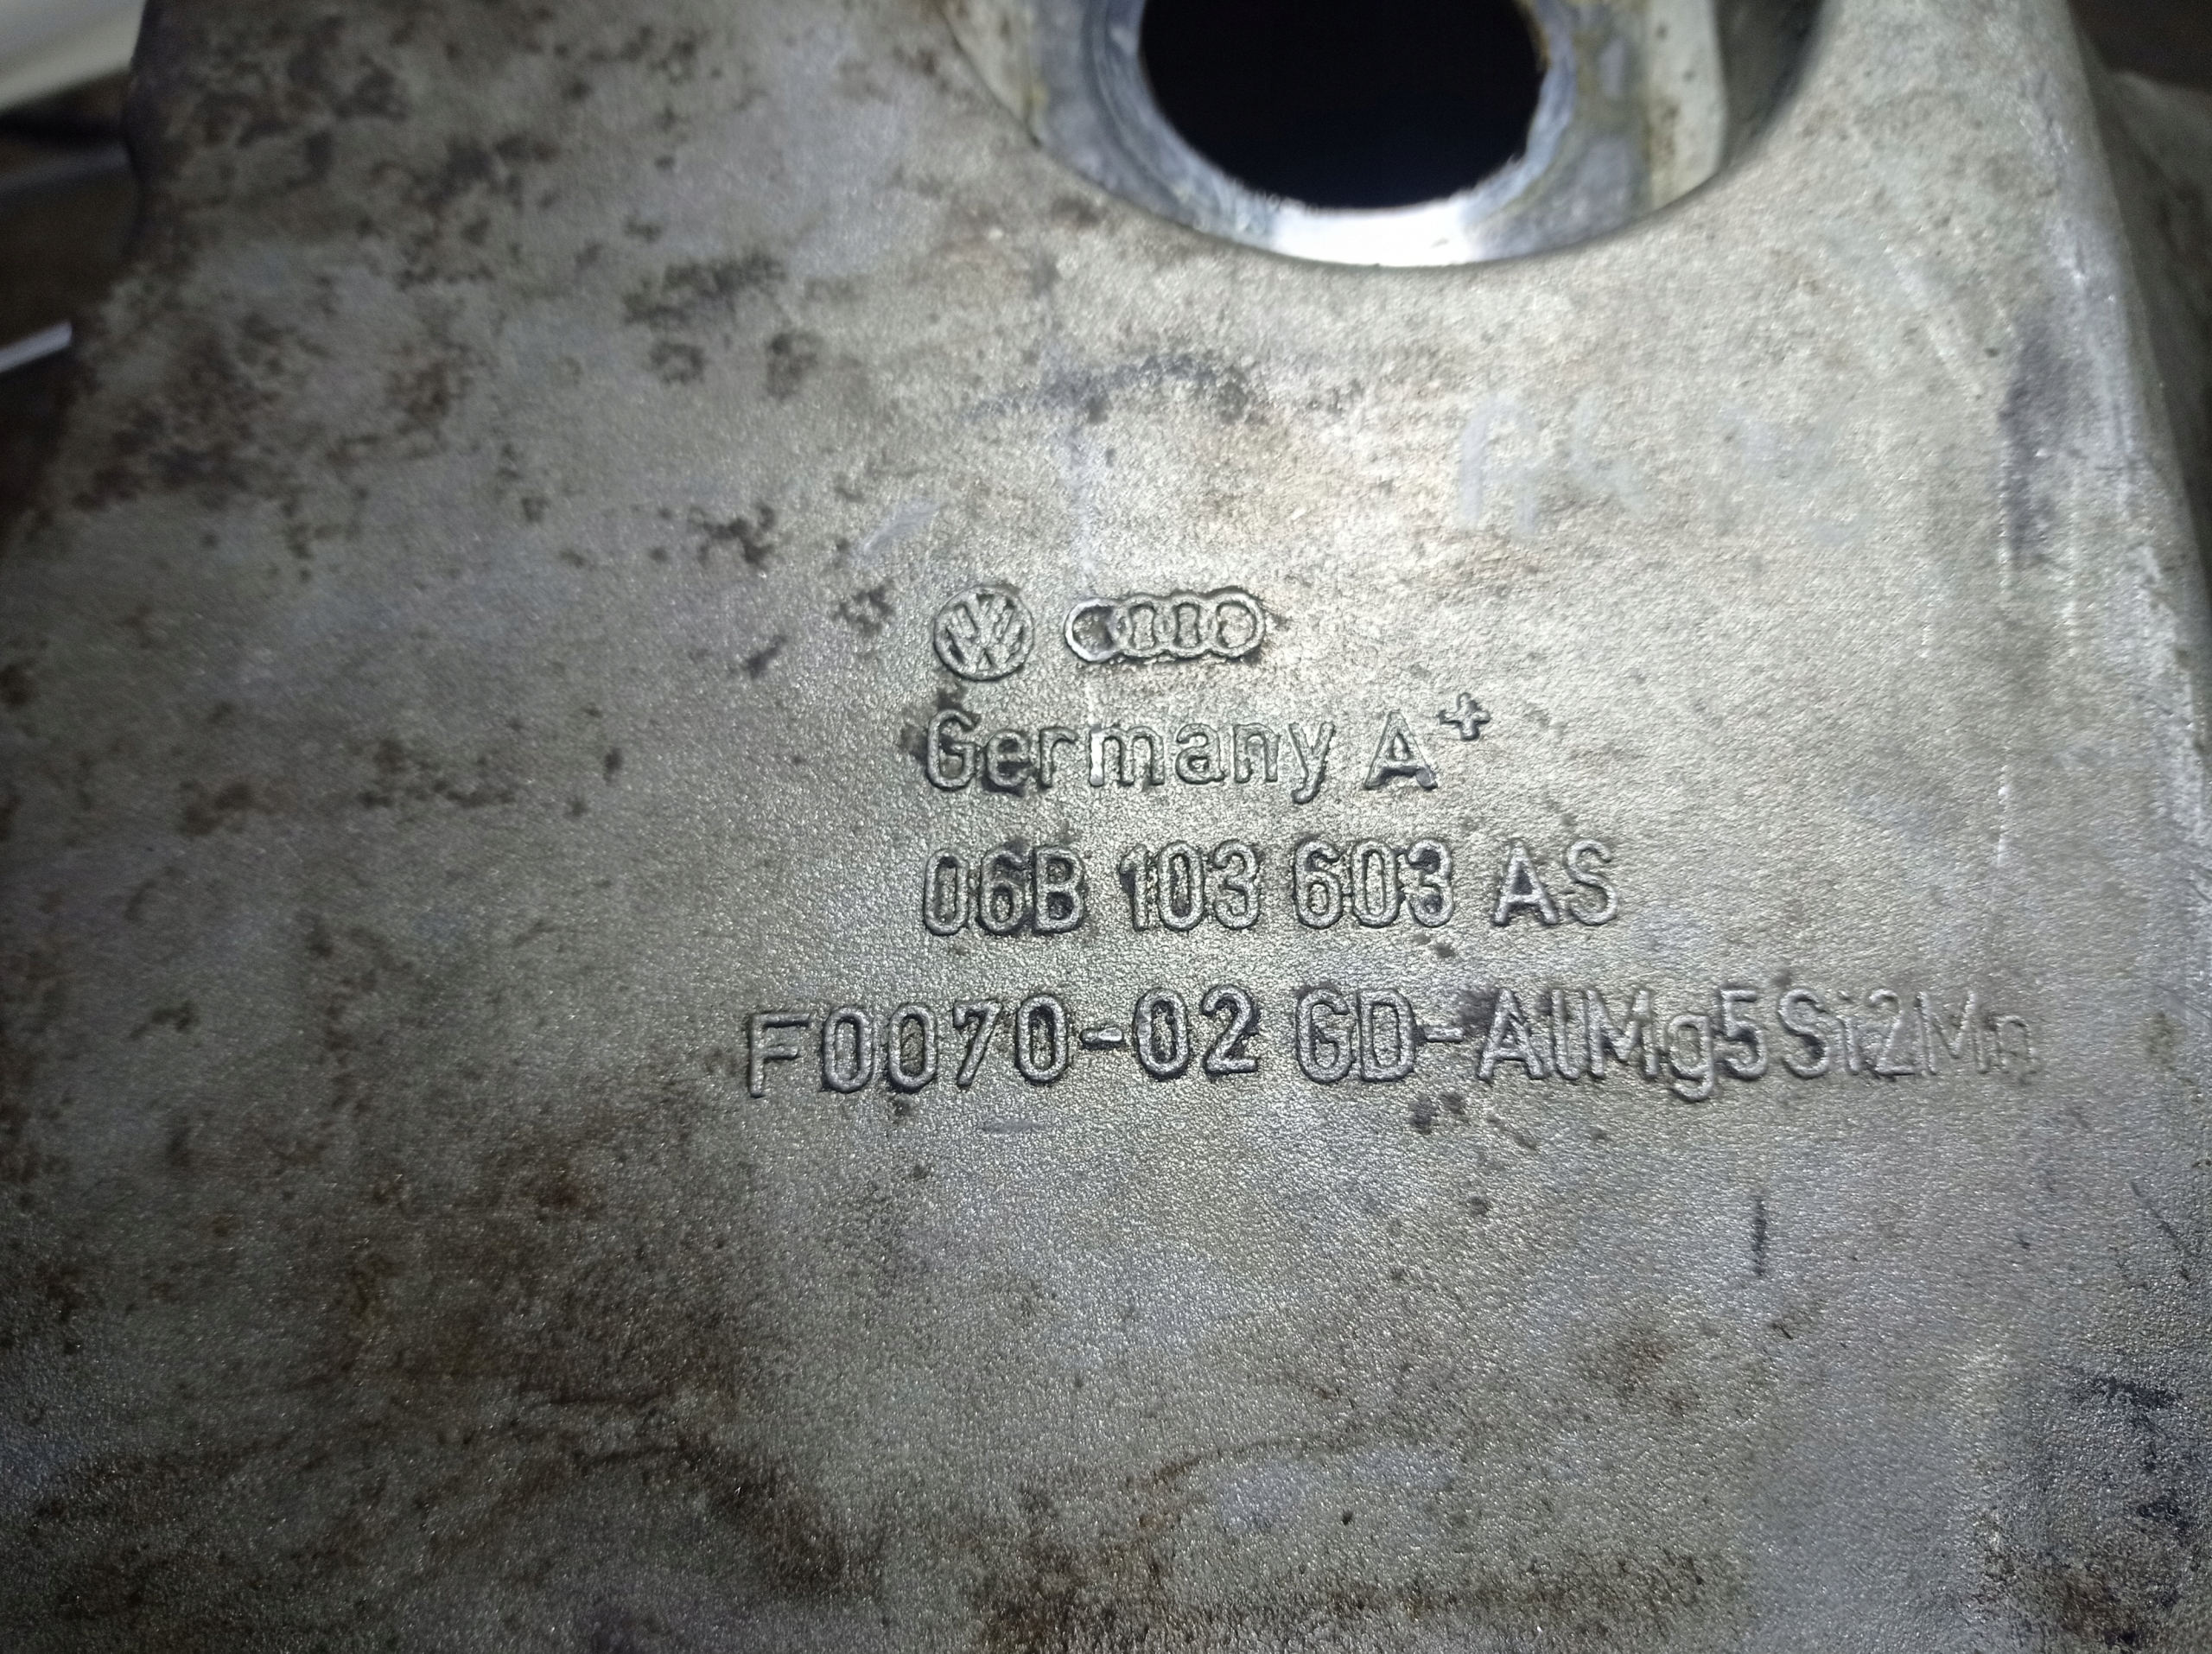 Germany A+
06B 103 603 AS
F0070-02 GD-AlMg5Si2Mn